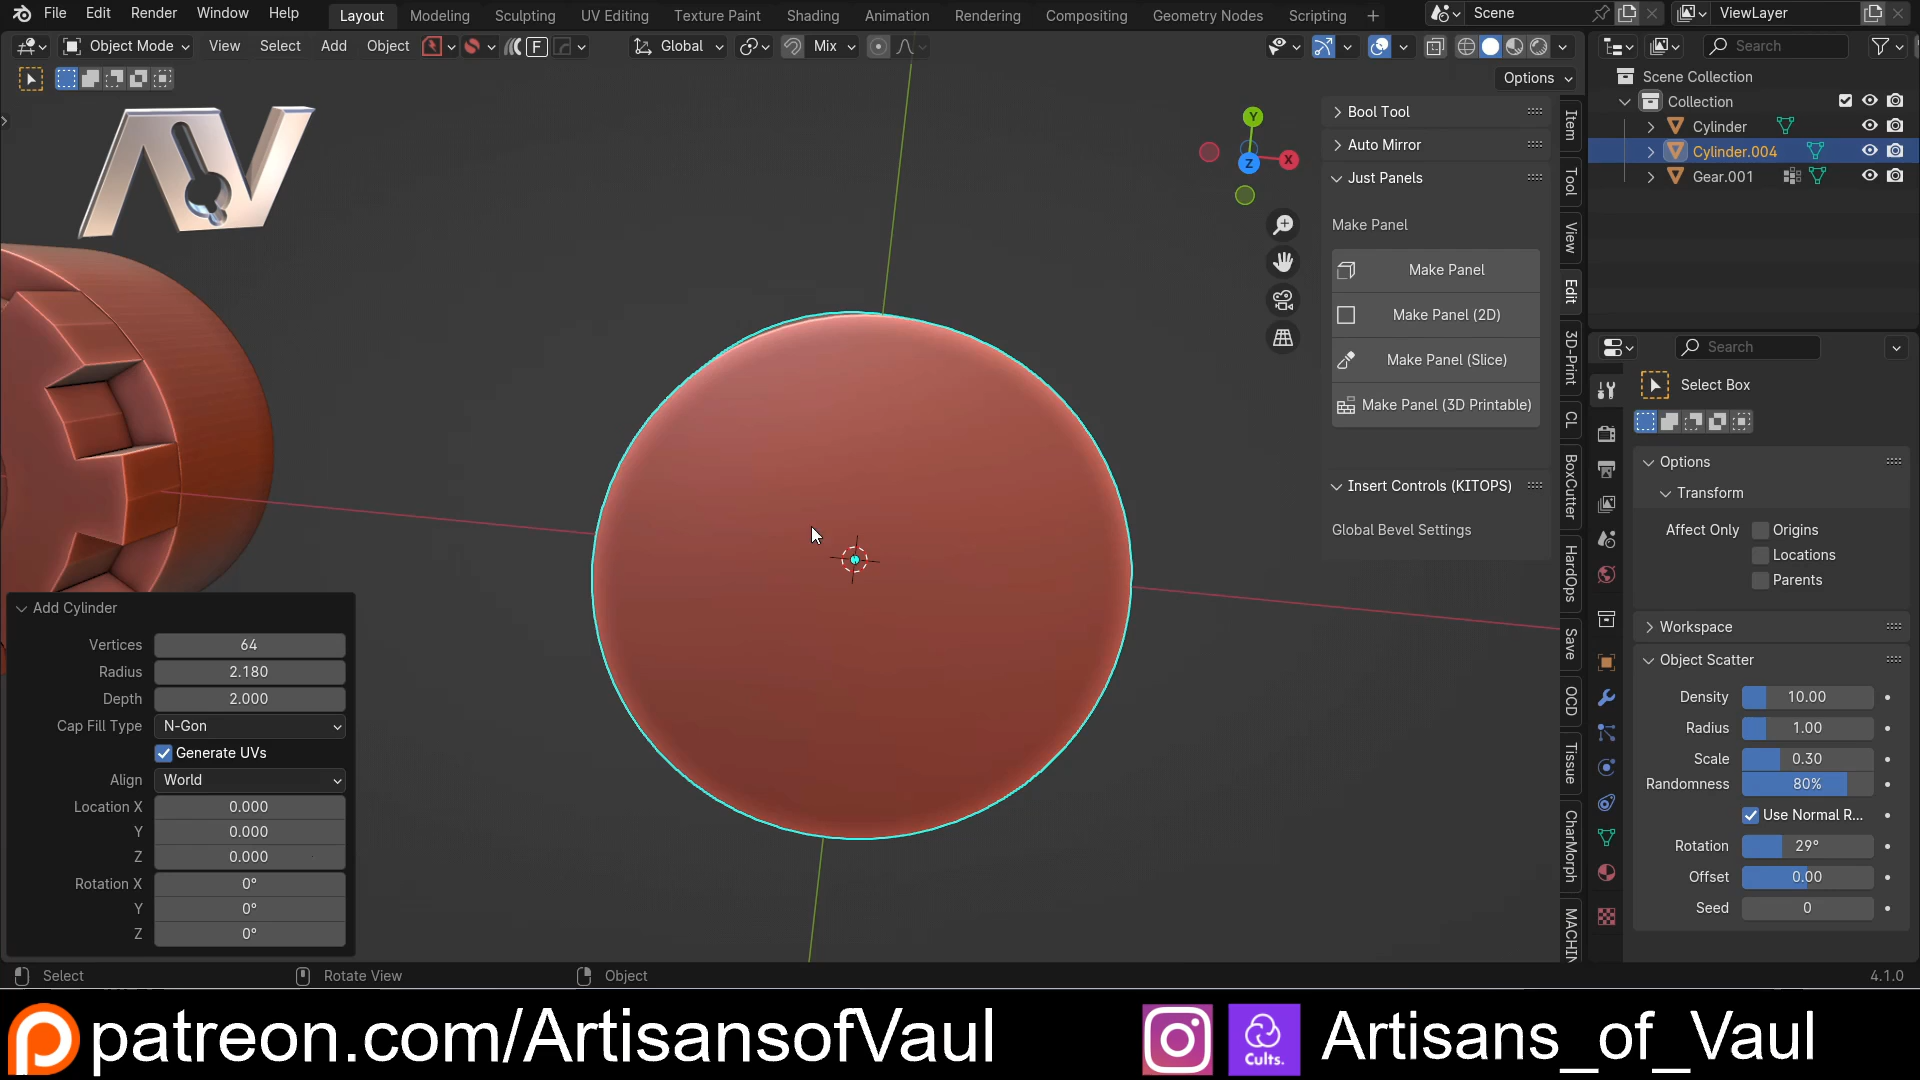 File Edit Render Window Help Layout Modeling Sculpting UV Editing Texture Paint Shading Animation Rendering Compositing Geometry Nodes Scripting + Scene ViewLayer
Object Mode View Select Add Object F Global Mix Search
Options
Scene Collection
Collection
Cylinder
Cylinder.004
Gear.001
Y
X
Z
Bool Tool
Auto Mirror
Just Panels
Make Panel
Make Panel
Make Panel (2D)
Make Panel (Slice)
Make Panel (3D Printable)
Insert Controls (KITOPS)
Global Bevel Settings
Item
Tool
View
Edit
3D-Print
CL
BoxCutter
HardOps
Save
OCD
Tissue
CharMorph
MACHIN
Search
Select Box
Options
Transform
Affect Only Origins
Locations
Parents
Workspace
Object Scatter
Density 10.00
Radius 1.00
Scale 0.30
Randomness 80%
Use Normal R...
Rotation 29°
Offset 0.00
Seed 0
Add Cylinder
Vertices 64
Radius 2.180
Depth 2.000
Cap Fill Type N-Gon
Generate UVs
Align World
Location X 0.000
Y 0.000
Z 0.000
Rotation X 0°
Y 0°
Z 0°
Select Rotate View Object 4.1.0
patreon.com/ArtisansofVaul Cults. Artisans_of_Vaul